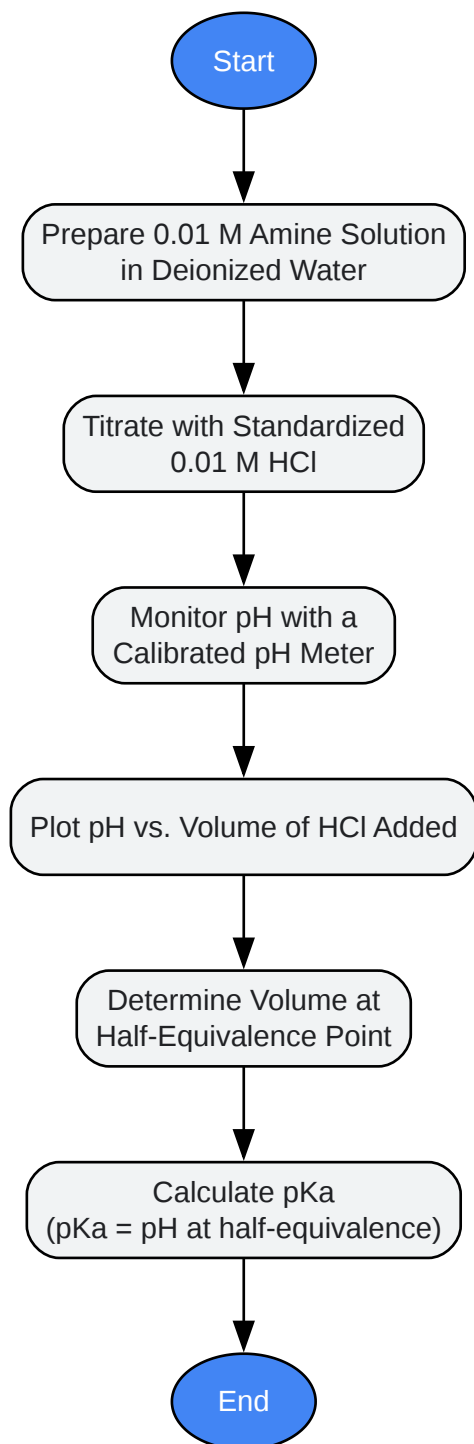 Start
Prepare 0.01 M Amine Solution
in Deionized Water
Titrate with Standardized
0.01 M HCl
Monitor pH with a
Calibrated pH Meter
Plot pH vs. Volume of HCl Added
Determine Volume at
Half-Equivalence Point
Calculate pKa
(pKa = pH at half-equivalence)
End